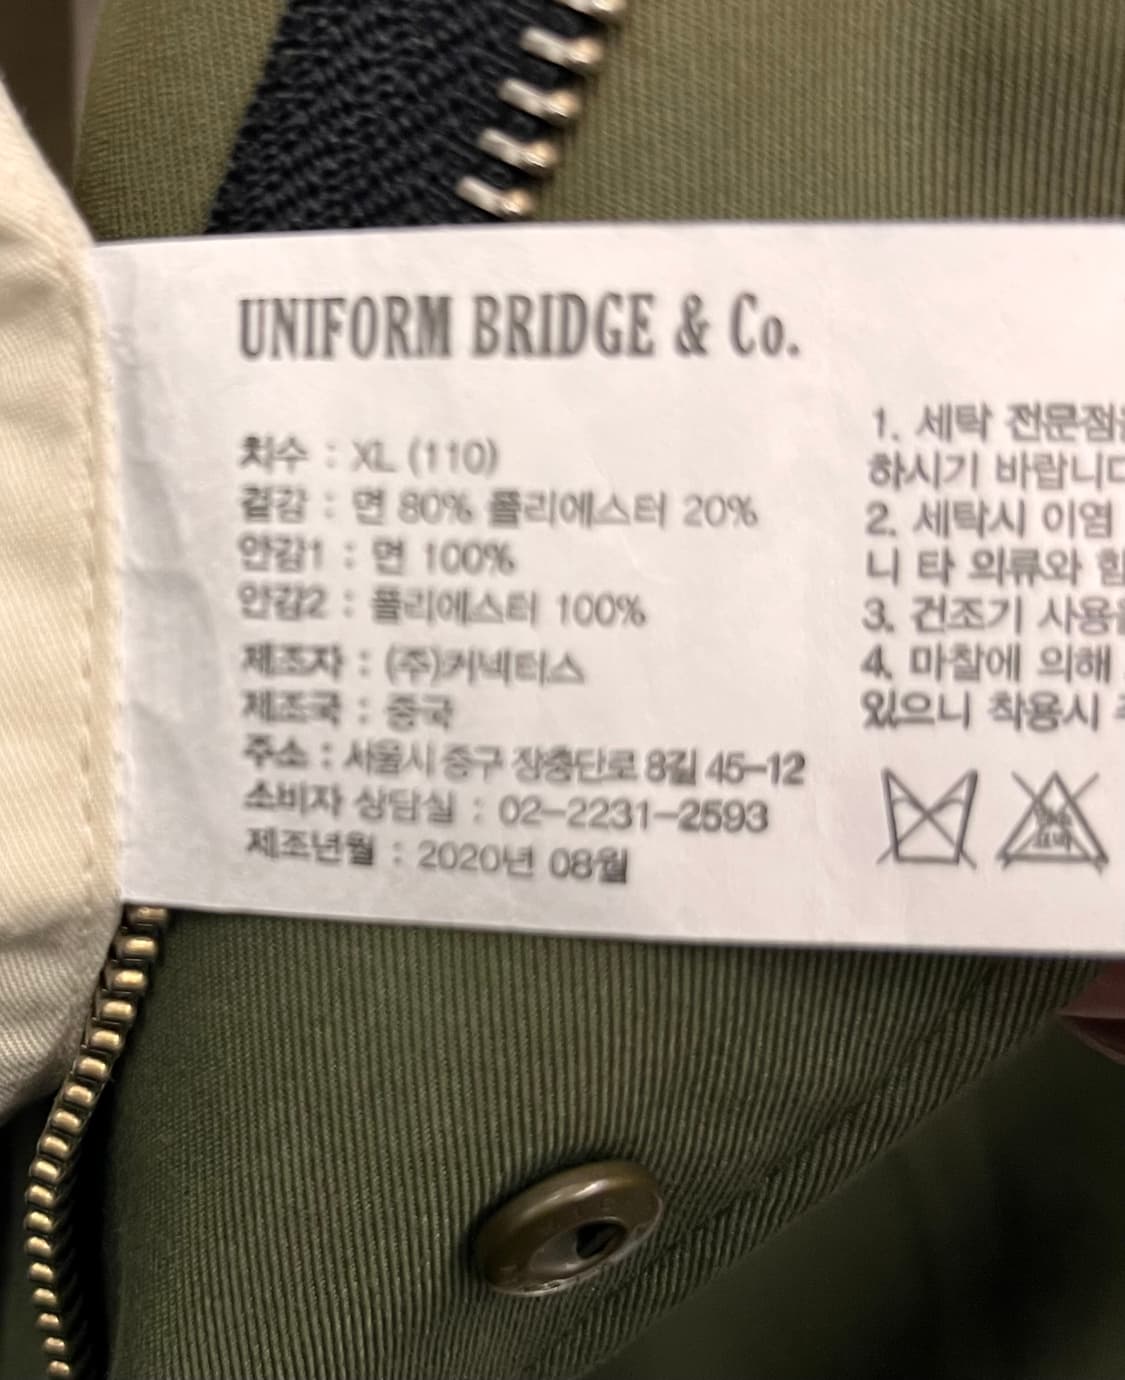 UNIFORM BRIDGE & Co.
치수 : XL (110)
겉감 : 면 80% 폴리에스터 20%
안감1 : 면 100%
안감2 : 폴리에스터 100%
제조자 : (주)커넥터스
제조국 : 중국
주소 : 서울시 중구 장충단로 8길 45-12
소비자 상담실 : 02-2231-2593
제조년월 : 2020년 08월
1. 세탁 전문점을
하시기 바랍니다
2. 세탁시 이염
니 타 의류와 함
3. 건조기 사용을
4. 마찰에 의해
있으니 착용시